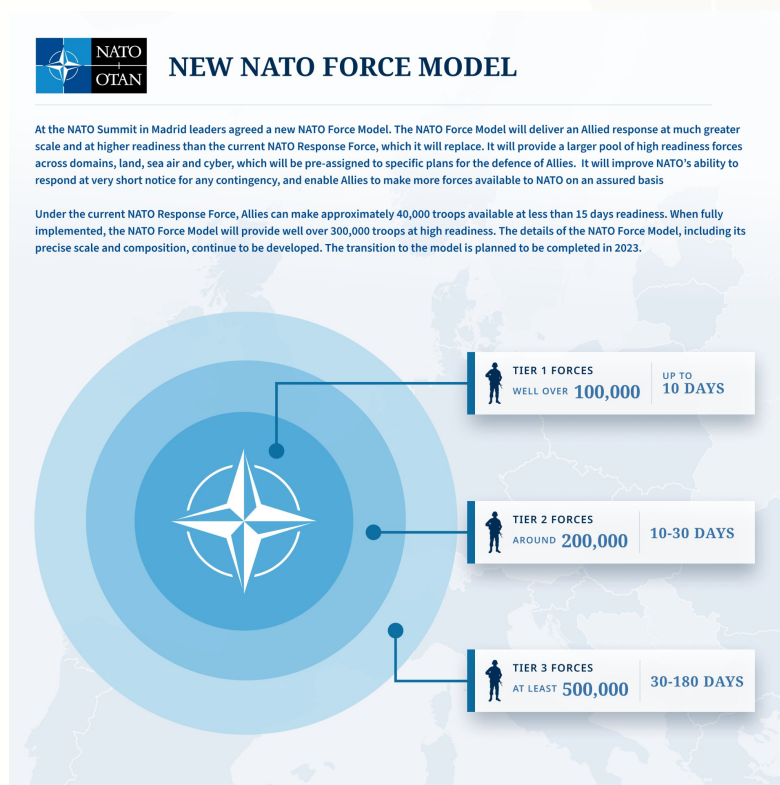 NATO
OTAN
NEW NATO FORCE MODEL
At the NATO Summit in Madrid leaders agreed a new NATO Force Model. The NATO Force Model will deliver an Allied response at much greater
scale and at higher readiness than the current NATO Response Force, which it will replace. It will provide a larger pool of high readiness forces
across domains, land, sea air and cyber, which will be pre-assigned to specific plans for the defence of Allies. It will improve NATO's ability to
respond at very short notice for any contingency, and enable Allies to make more forces available to NATO on an assured basis
Under the current NATO Response Force, Allies can make approximately 40,000 troops available at less than 15 days readiness. When fully
implemented, the NATO Force Model will provide well over 300,000 troops at high readiness. The details of the NATO Force Model, including its
precise scale and composition, continue to be developed. The transition to the model is planned to be completed in 2023.
TIER 1 FORCES
WELL OVER 100,000
UP TO
10 DAYS
TIER 2 FORCES
AROUND 200,000
10-30 DAYS
TIER 3 FORCES
AT LEAST 500,000
30-180 DAYS